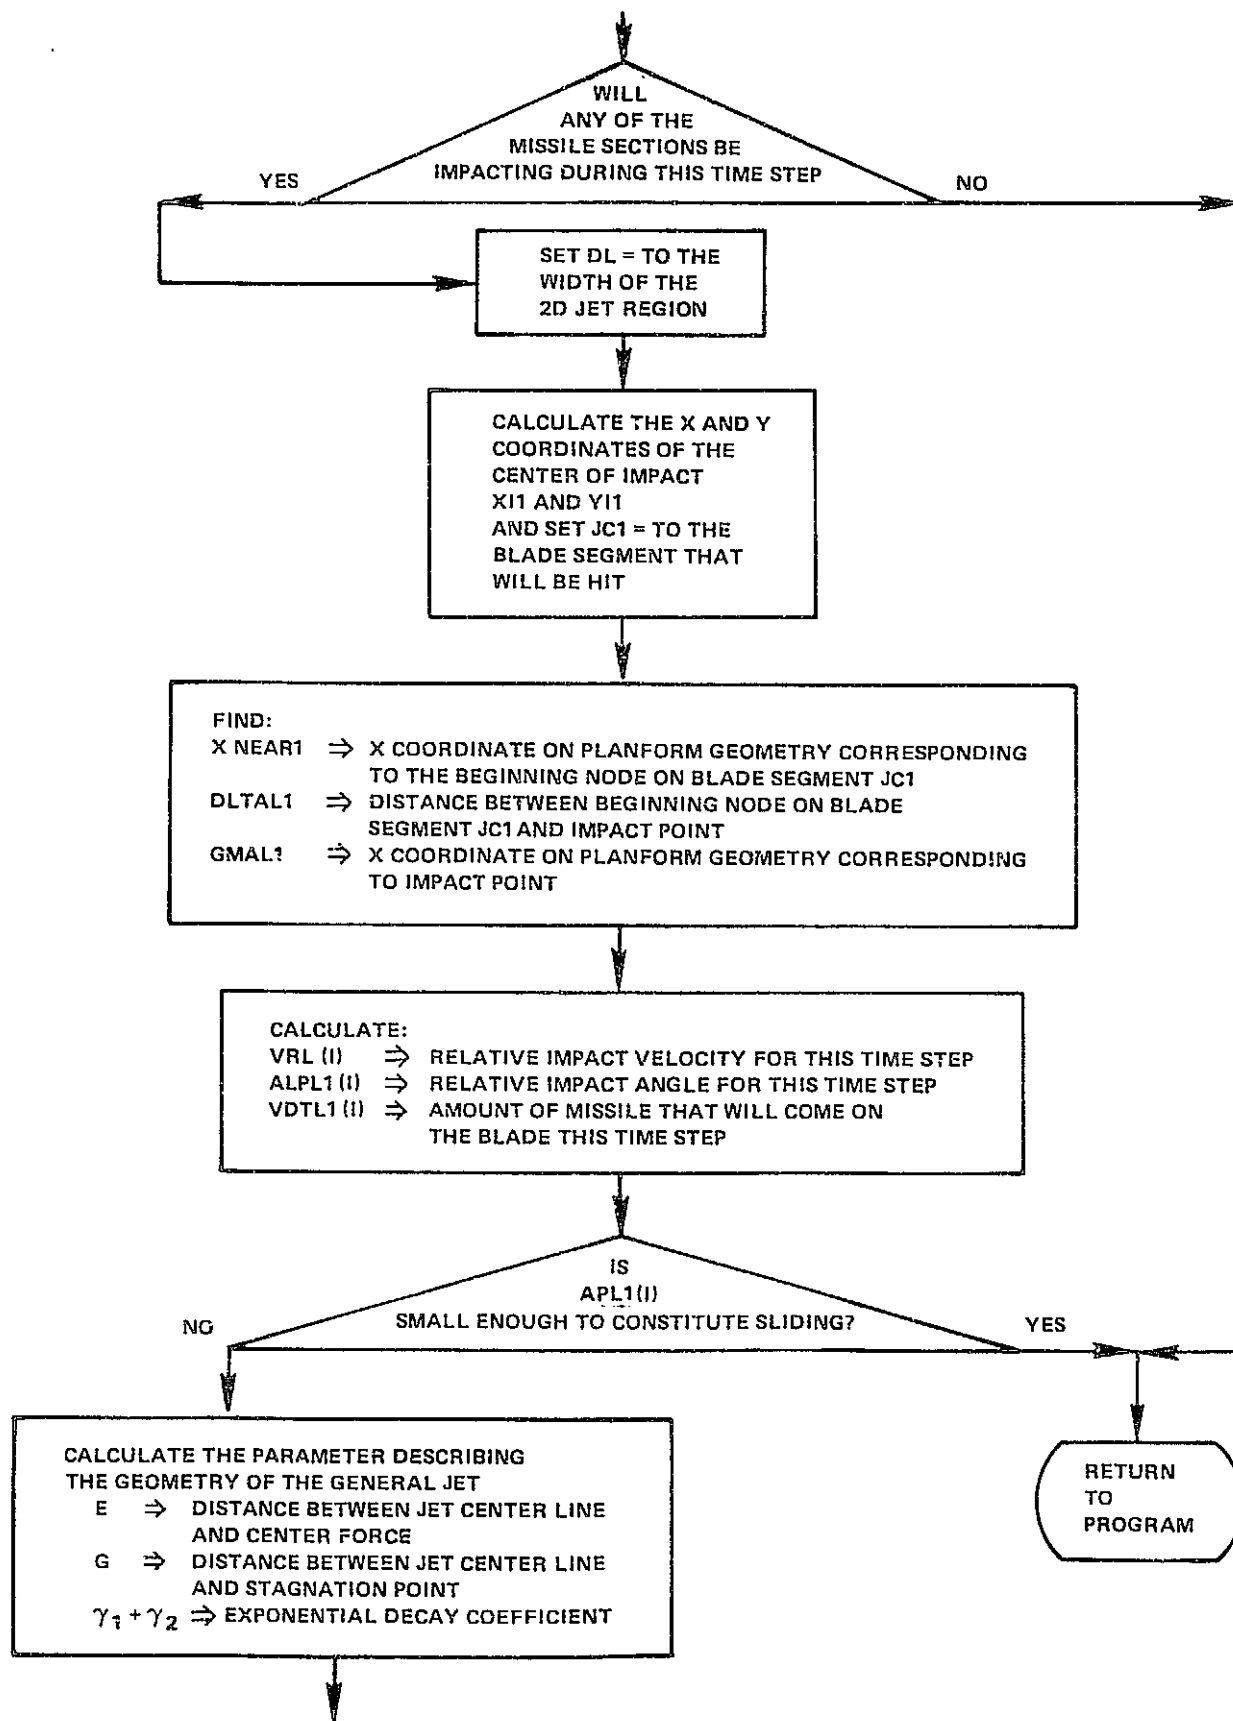 WILL
ANY OF THE
MISSILE SECTIONS BE
IMPACTING DURING THIS TIME STEP
YES
NO
SET DL = TO THE
WIDTH OF THE
2D JET REGION
CALCULATE THE X AND Y
COORDINATES OF THE
CENTER OF IMPACT
XI1 AND YI1
AND SET JC1 = TO THE
BLADE SEGMENT THAT
WILL BE HIT
FIND:
X NEAR1 ⇒ X COORDINATE ON PLANFORM GEOMETRY CORRESPONDING
TO THE BEGINNING NODE ON BLADE SEGMENT JC1
DLTAL1 ⇒ DISTANCE BETWEEN BEGINNING NODE ON BLADE
SEGMENT JC1 AND IMPACT POINT
GMAL1 ⇒ X COORDINATE ON PLANFORM GEOMETRY CORRESPONDING
TO IMPACT POINT
CALCULATE:
VRL (I) ⇒ RELATIVE IMPACT VELOCITY FOR THIS TIME STEP
ALPL1 (I) ⇒ RELATIVE IMPACT ANGLE FOR THIS TIME STEP
VDTL1 (I) ⇒ AMOUNT OF MISSILE THAT WILL COME ON
THE BLADE THIS TIME STEP
IS
APL1(I)
SMALL ENOUGH TO CONSTITUTE SLIDING?
NO
YES
CALCULATE THE PARAMETER DESCRIBING
THE GEOMETRY OF THE GENERAL JET
E ⇒ DISTANCE BETWEEN JET CENTER LINE
AND CENTER FORCE
G ⇒ DISTANCE BETWEEN JET CENTER LINE
AND STAGNATION POINT
γ₁ + γ₂ ⇒ EXPONENTIAL DECAY COEFFICIENT
RETURN
TO
PROGRAM